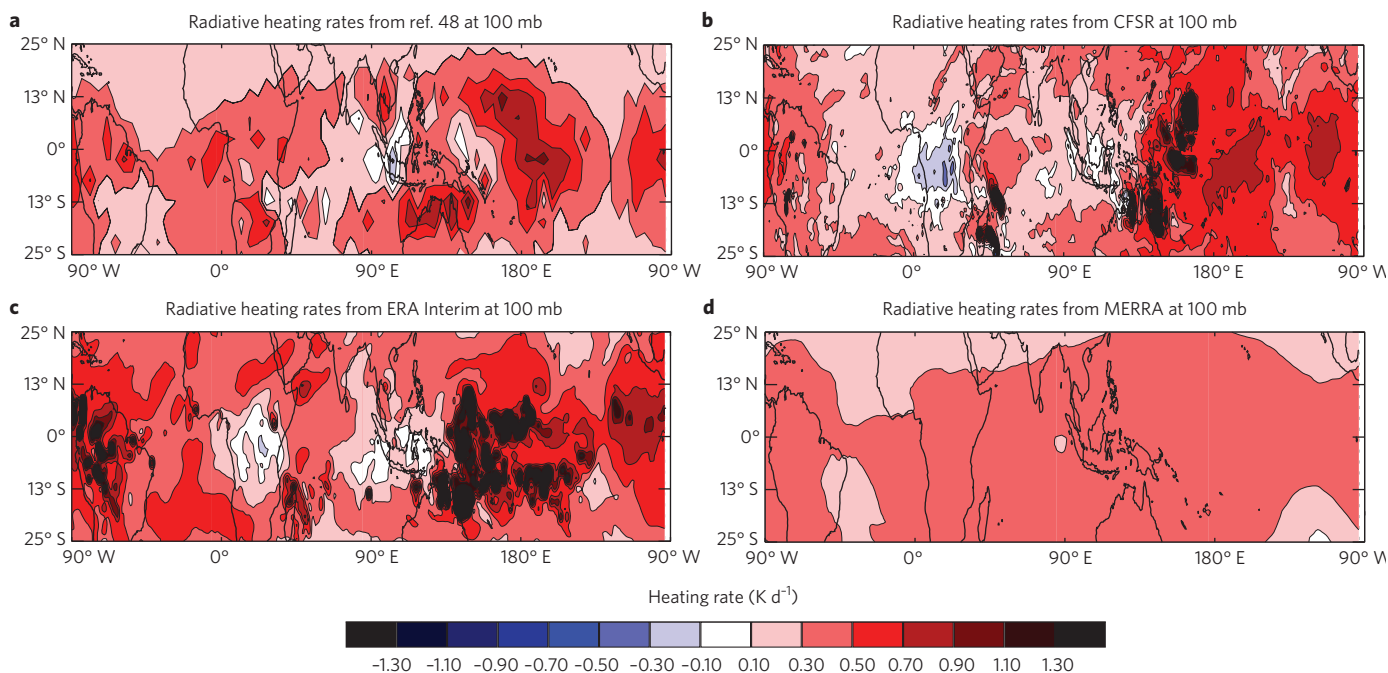 a Radiative heating rates from ref. 48 at 100 mb
25° N
13° N
0°
13° S
25° S
90° W 0° 90° E 180° E 90° W
b Radiative heating rates from CFSR at 100 mb
25° N
13° N
0°
13° S
25° S
90° W 0° 90° E 180° E 90° W
c Radiative heating rates from ERA Interim at 100 mb
25° N
13° N
0°
13° S
25° S
90° W 0° 90° E 180° E 90° W
d Radiative heating rates from MERRA at 100 mb
25° N
13° N
0°
13° S
25° S
90° W 0° 90° E 180° E 90° W
Heating rate (K d⁻¹)
−1.30 −1.10 −0.90 −0.70 −0.50 −0.30 −0.10 0.10 0.30 0.50 0.70 0.90 1.10 1.30